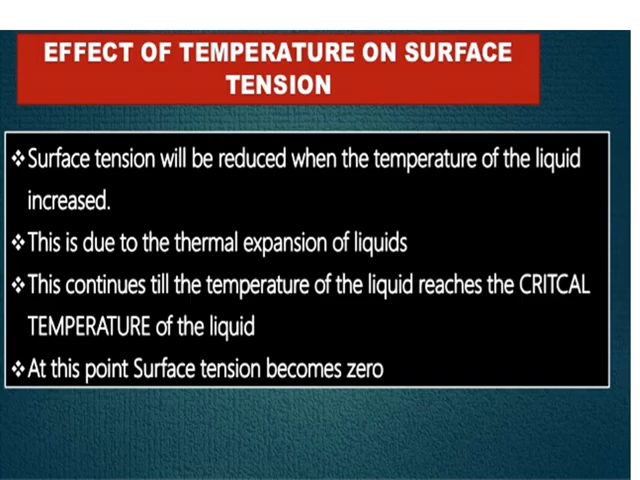 EFFECT OF TEMPERATURE ON SURFACE
TENSION
❖Surface tension will be reduced when the temperature of the liquid
increased.
❖This is due to the thermal expansion of liquids
❖This continues till the temperature of the liquid reaches the CRITCAL
TEMPERATURE of the liquid
❖At this point Surface tension becomes zero